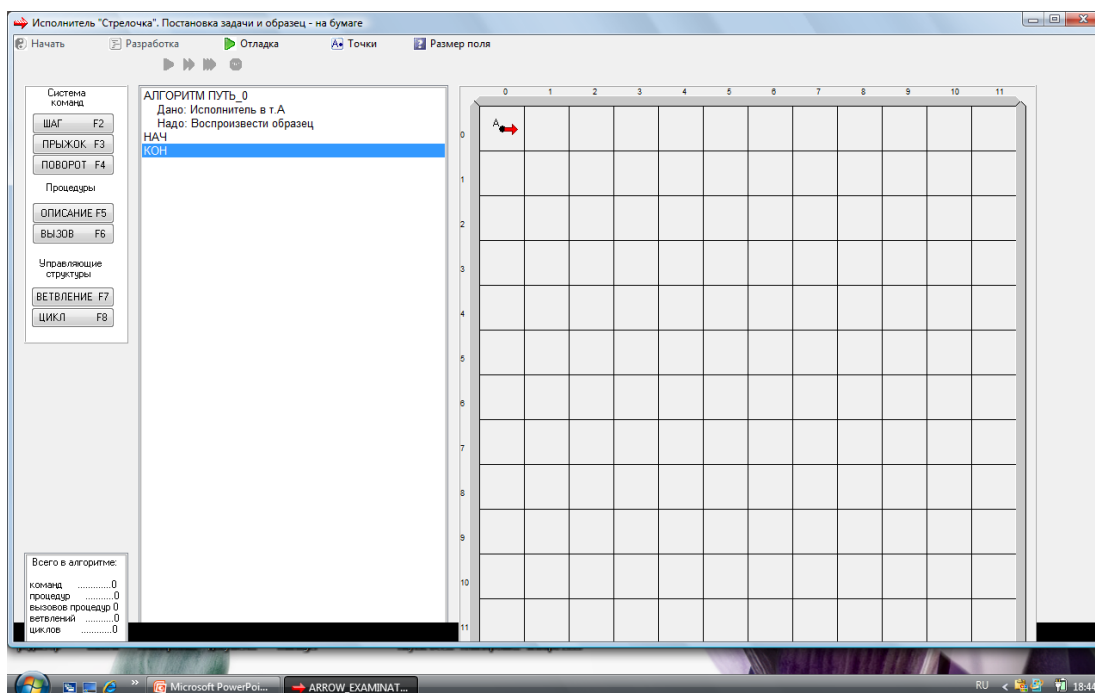 Исполнитель "Стрелочка". Постановка задачи и образец - на бумаге
Начать Разработка Отладка Точки Размер поля
Система
команд
ШАГ F2
ПРЫЖОК F3
ПОВОРОТ F4
Процедуры
ОПИСАНИЕ F5
ВЫЗОВ F6
Управляющие
структуры
ВЕТВЛЕНИЕ F7
ЦИКЛ F8
АЛГОРИТМ ПУТЬ_0
Дано: Исполнитель в т.А
Надо: Воспроизвести образец
НАЧ
КОН
0 1 2 3 4 5 6 7 8 9 10 11
A
0
1
2
3
4
5
6
7
8
9
10
11
Всего в алгоритме:
команд ............0
процедур ..........0
вызовов процедур 0
ветвлений ..........0
циклов ............0
Microsoft PowerPoi...
ARROW_EXAMINAT...
RU
18:44